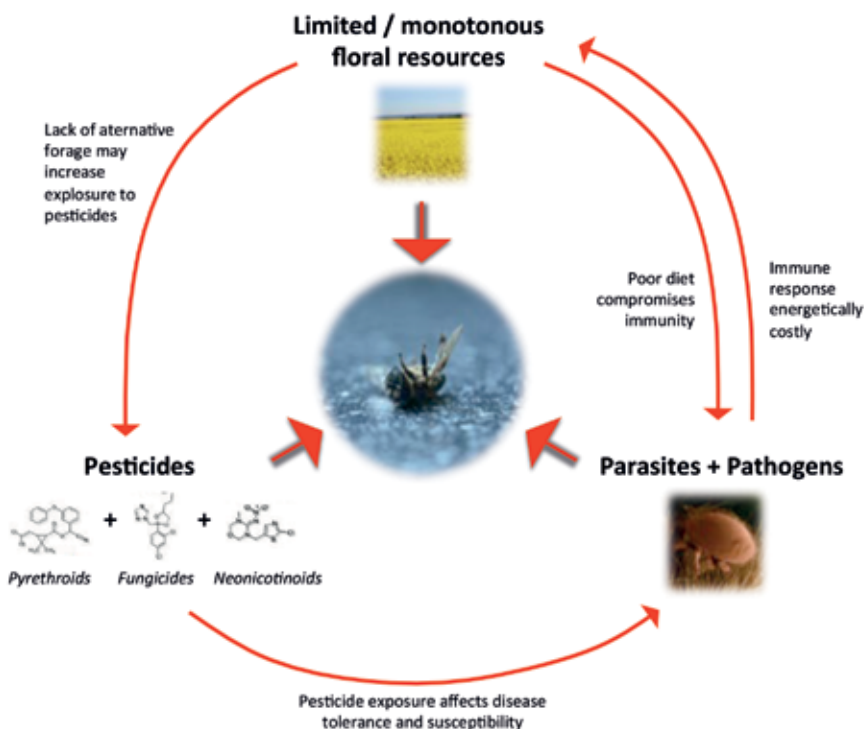 Limited / monotonous
floral resources
Lack of aternative
forage may
increase
explosure to
pesticides
Poor diet
compromises
immunity
Immune
response
energetically
costly
Pesticides
Parasites + Pathogens
+ +
Pyrethroids Fungicides Neonicotinoids
Pesticide exposure affects disease
tolerance and susceptibility